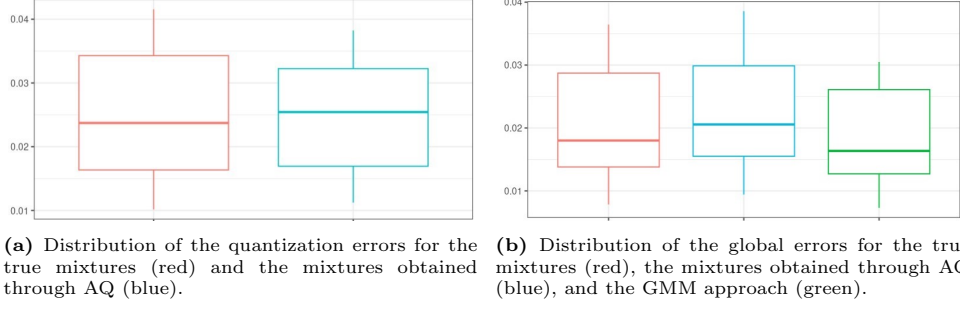 0.04
0.03
0.02
0.01
0.04
0.03
0.02
0.01
(a) Distribution of the quantization errors for the
true mixtures (red) and the mixtures obtained
through AQ (blue).
(b) Distribution of the global errors for the
mixtures (red), the mixtures obtained through
(blue), and the GMM approach (green).